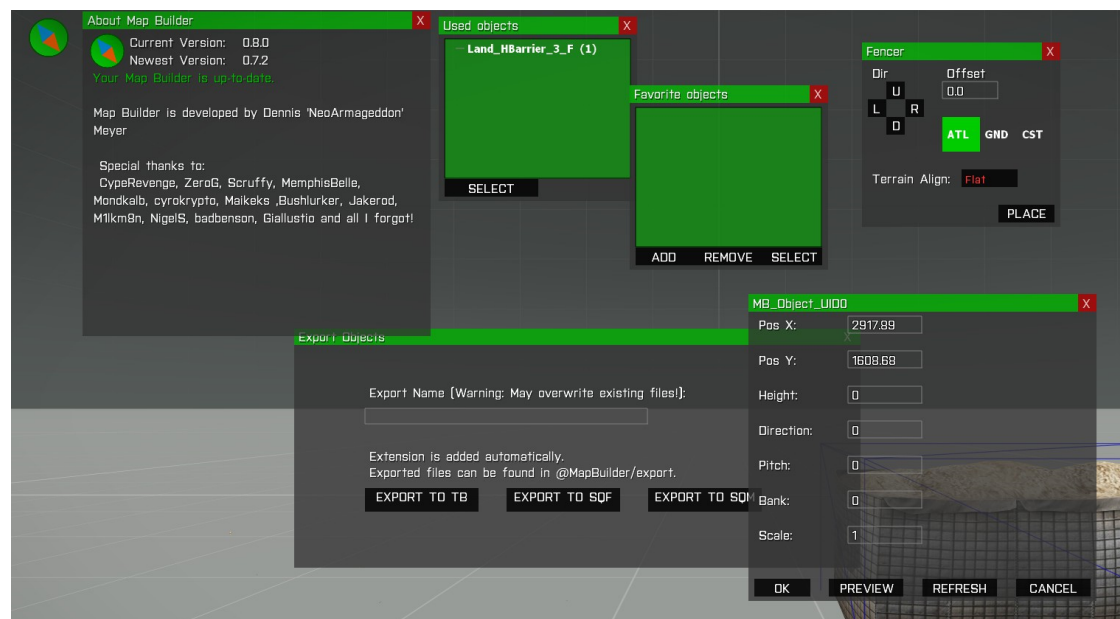 About Map Builder X
Current Version: 0.8.0
Newest Version: 0.7.2
Your Map Builder is up-to-date.
Map Builder is developed by Dennis 'NeoArmageddon'
Meyer
Special thanks to:
CypeRevenge, ZeroG, Scruffy, MemphisBelle,
Mondkalb, cyrokrypto, Maikeks ,Bushlurker, Jakerod,
M1lkm8n, NigelS, badbenson, Giallustio and all I forgot!
Used objects X
Land_HBarrier_3_F (1)
SELECT
Favorite objects X
ADD REMOVE SELECT
Fencer X
Dir Offset
U 0.0
L R
D
ATL GND CST
Terrain Align: Flat
PLACE
Export Objects X
Export Name (Warning: May overwrite existing files!):
Extension is added automatically.
Exported files can be found in @MapBuilder/export.
EXPORT TO TB EXPORT TO SQF EXPORT TO SQM
MB_Object_UID0 X
Pos X: 2917.89
Pos Y: 1608.68
Height: 0
Direction: 0
Pitch: 0
Bank: 0
Scale: 1
OK PREVIEW REFRESH CANCEL